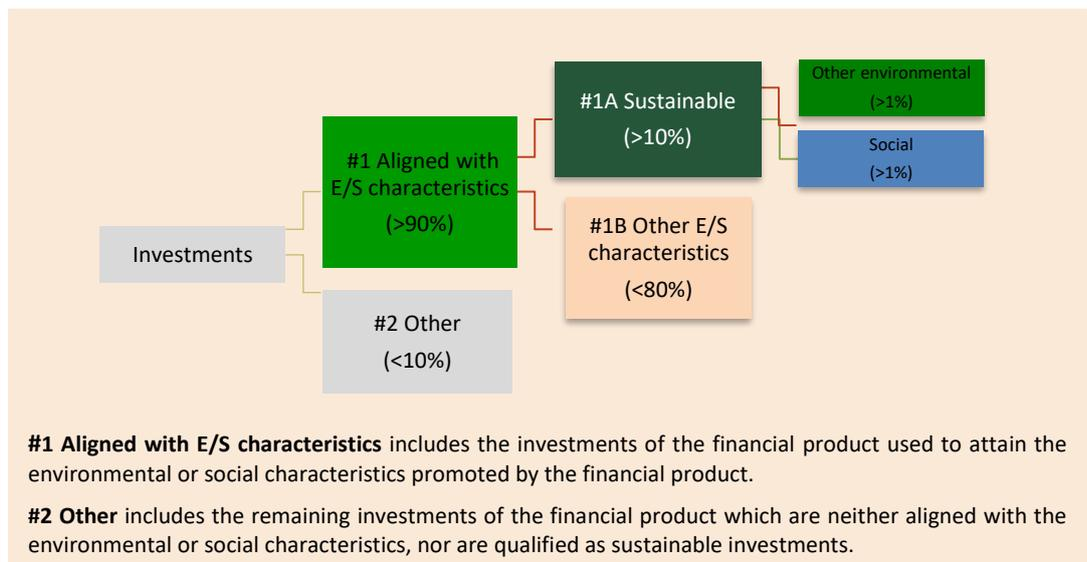 Investments
#1 Aligned with
E/S characteristics
(>90%)
#2 Other
(<10%)
#1A Sustainable
(>10%)
#1B Other E/S
characteristics
(<80%)
Other environmental
(>1%)
Social
(>1%)
#1 Aligned with E/S characteristics includes the investments of the financial product used to attain the
environmental or social characteristics promoted by the financial product.
#2 Other includes the remaining investments of the financial product which are neither aligned with the
environmental or social characteristics, nor are qualified as sustainable investments.